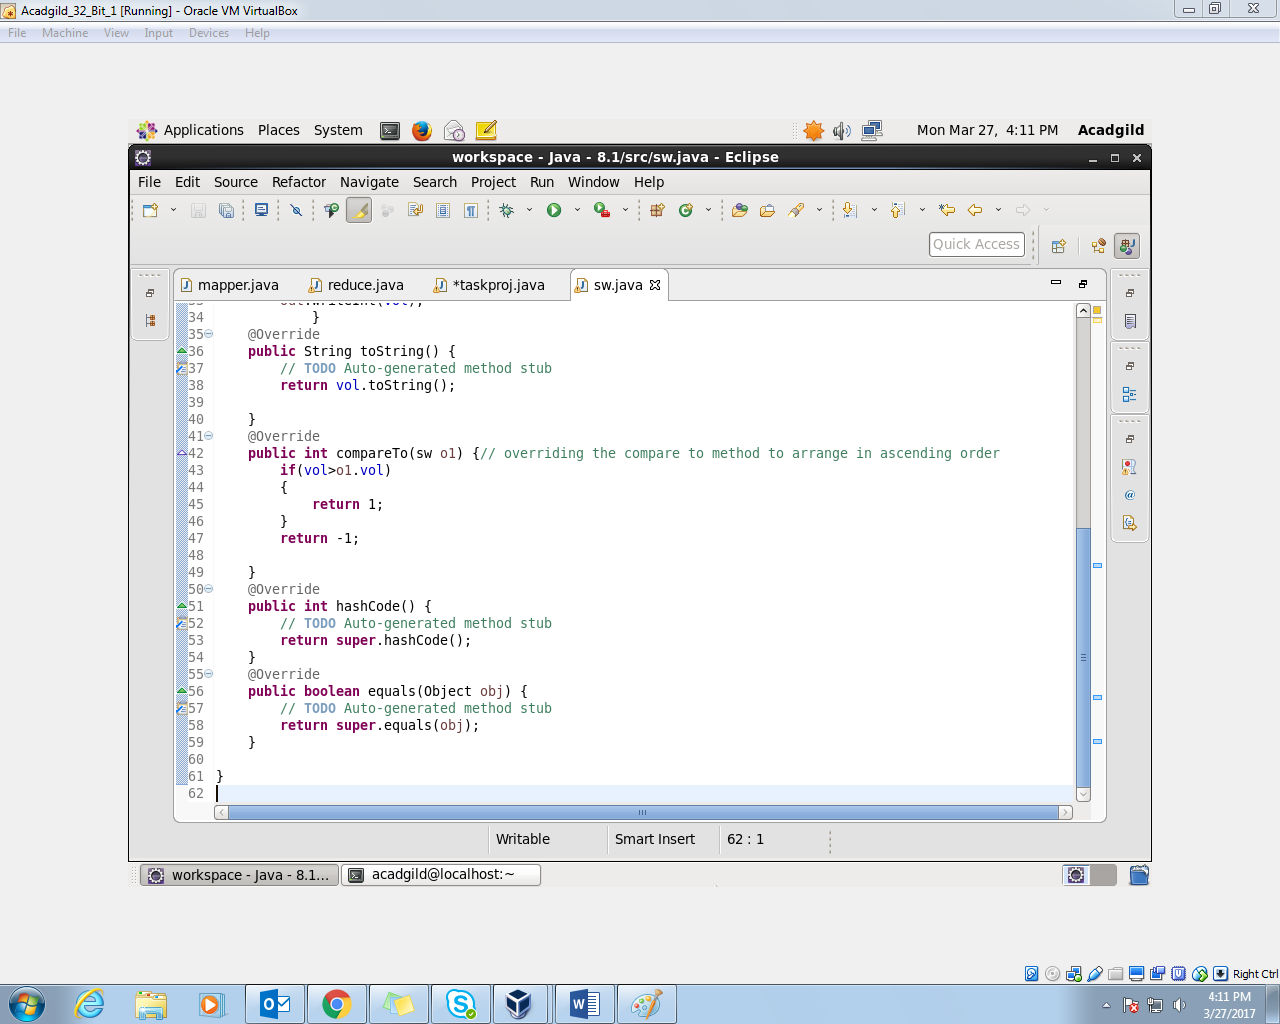 Acadgild_32_Bit_1 [Running] - Oracle VM VirtualBox
File Machine View Input Devices Help
Applications Places System Mon Mar 27, 4:11 PM Acadgild
workspace - Java - 8.1/src/sw.java - Eclipse
File Edit Source Refactor Navigate Search Project Run Window Help
Quick Access
mapper.java reduce.java *taskproj.java sw.java
34 }
35 @Override
36 public String toString() {
37 // TODO Auto-generated method stub
38 return vol.toString();
39
40 }
41 @Override
42 public int compareTo(sw o1) {// overriding the compare to method to arrange in ascending order
43 if(vol>o1.vol)
44 {
45 return 1;
46 }
47 return -1;
48
49 }
50 @Override
51 public int hashCode() {
52 // TODO Auto-generated method stub
53 return super.hashCode();
54 }
55 @Override
56 public boolean equals(Object obj) {
57 // TODO Auto-generated method stub
58 return super.equals(obj);
59 }
60
61 }
62
Writable Smart Insert 62 : 1
workspace - Java - 8.1... acadgild@localhost:~
Right Ctrl
4:11 PM
3/27/2017